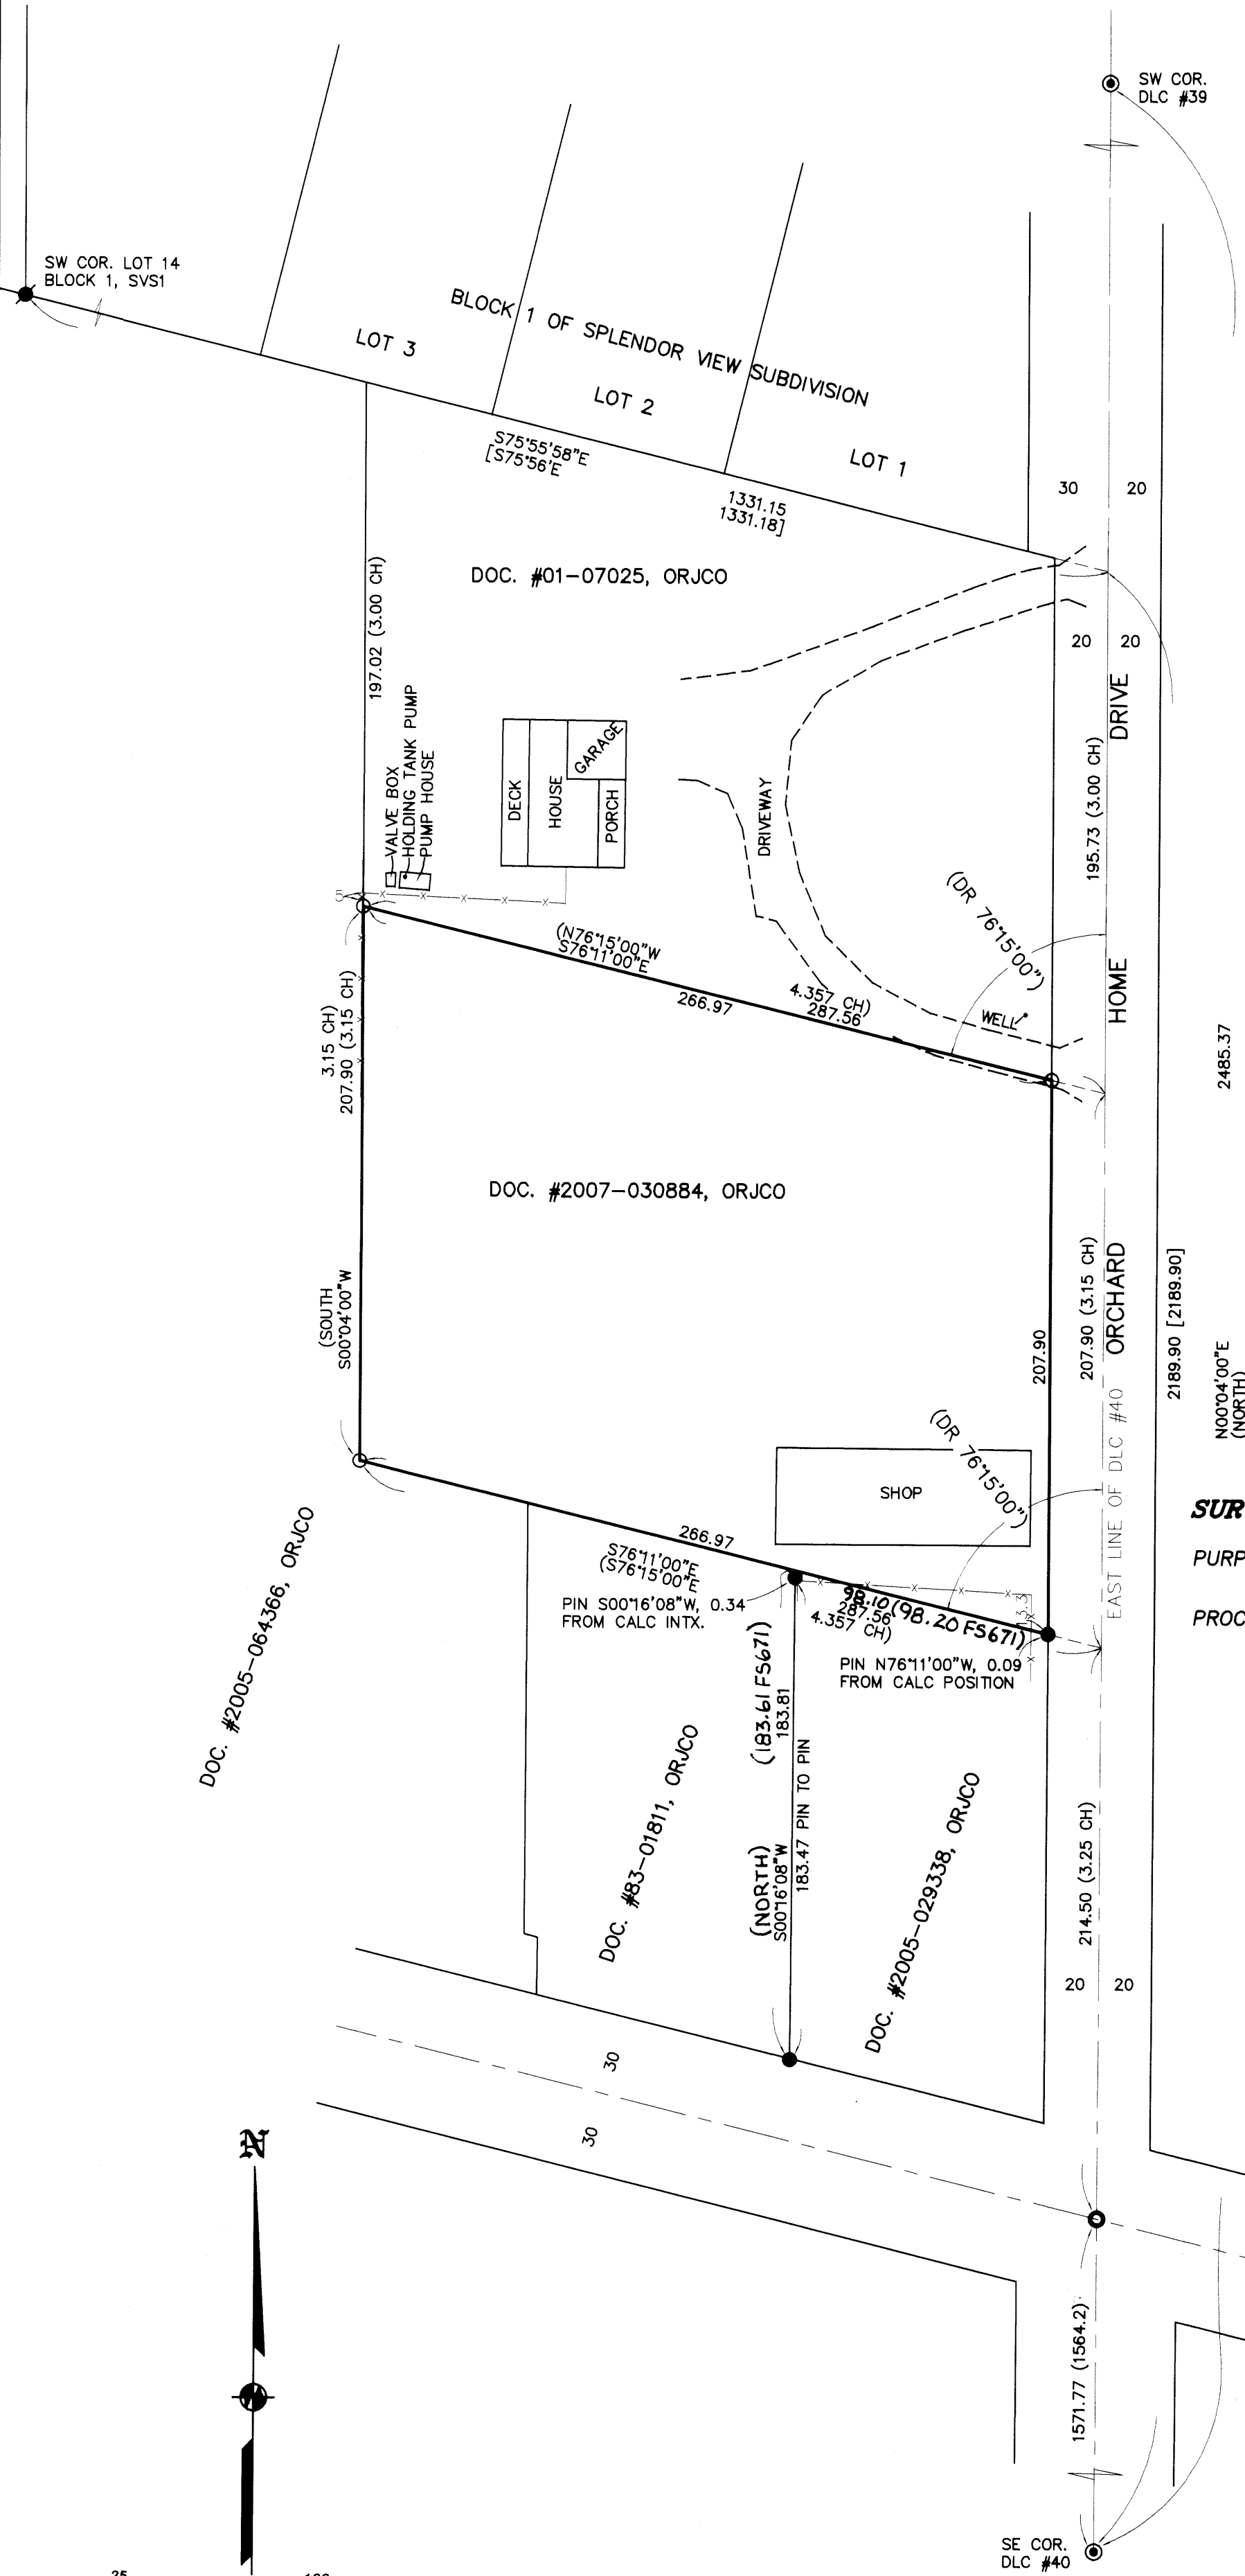 SW COR.
DLC #39
SW COR. LOT 14
BLOCK 1, SVS1
BLOCK 1 OF SPLENDOR VIEW SUBDIVISION
LOT 3
LOT 2
LOT 1
S75°55'58"E
[S75°56'E
1331.15
1331.18]
30
20
DOC. #01-07025, ORJCO
197.02 (3.00 CH)
20
20
DRIVE
195.73 (3.00 CH)
VALVE BOX
HOLDING TANK PUMP
PUMP HOUSE
DECK
HOUSE
GARAGE
PORCH
DRIVEWAY
5
(DR 76°15'00")
(N76°15'00"W
S76°11'00"E
266.97
4.357 CH)
287.56
WELL
HOME
2485.37
3.15 CH)
207.90 (3.15 CH)
DOC. #2007-030884, ORJCO
(SOUTH
S00°04'00"W
207.90
207.90 (3.15 CH)
ORCHARD
2189.90 [2189.90]
N00°04'00"E
(NORTH)
EAST LINE OF DLC #40
(DR 76°15'00")
SHOP
SUR
PURP
PROC
266.97
S76°11'00"E
(S76°15'00"E
98.10 (98.20 FS671)
287.56
4.357 CH)
13.3
PIN S00°16'08"W, 0.34
FROM CALC INTX.
PIN N76°11'00"W, 0.09
FROM CALC POSITION
DOC. #2005-064366, ORJCO
(183.61 FS671)
183.81
183.47 PIN TO PIN
(NORTH)
S00°16'08"W
DOC. #83-01811, ORJCO
DOC. #2005-029338, ORJCO
214.50 (3.25 CH)
20
20
30
30
N
1571.77 (1564.2)
SE COR.
DLC #40
25
100